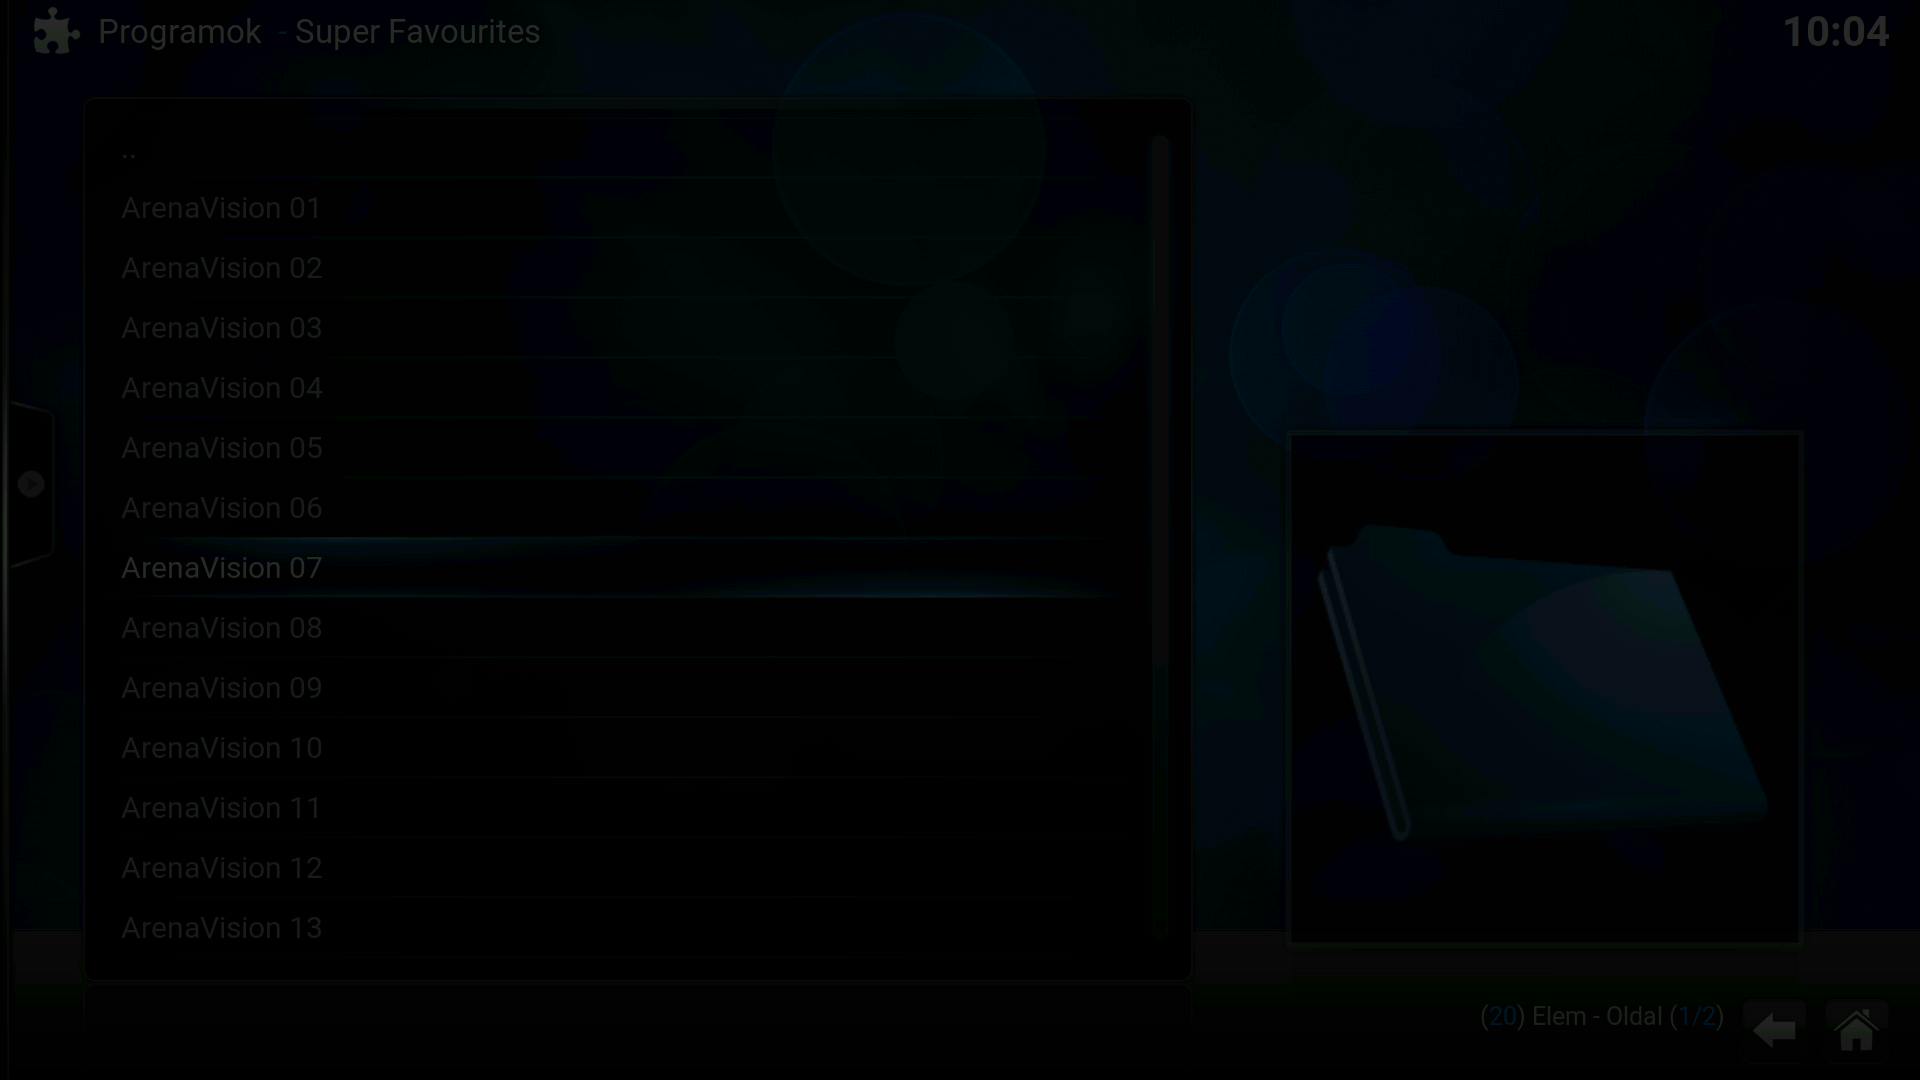 Programok - Super Favourites
10:04
..
ArenaVision 01
ArenaVision 02
ArenaVision 03
ArenaVision 04
ArenaVision 05
ArenaVision 06
ArenaVision 07
ArenaVision 08
ArenaVision 09
ArenaVision 10
ArenaVision 11
ArenaVision 12
ArenaVision 13
(20) Elem - Oldal (1/2)